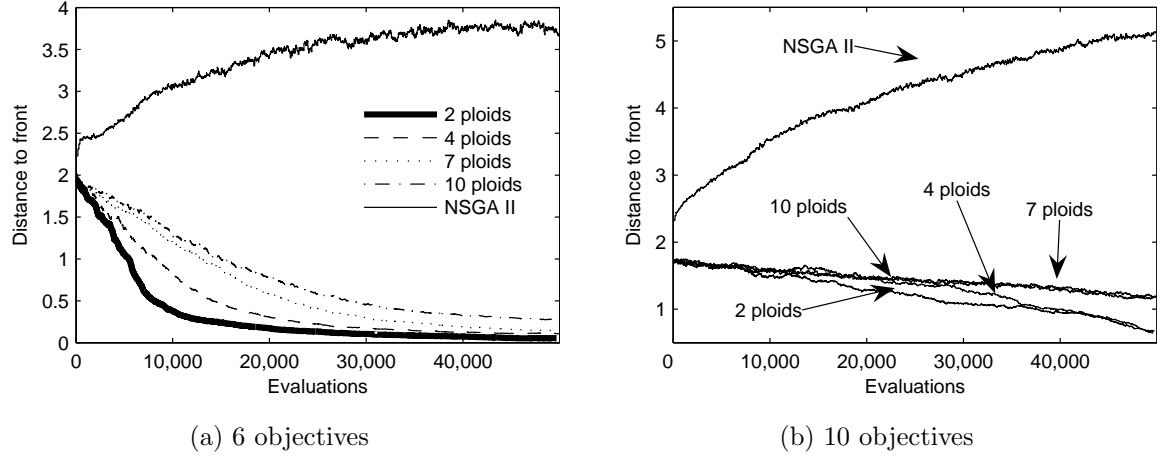 4
3.5
3
2.5
2
1.5
1
0.5
0
Distance to front
0
10,000
20,000
30,000
40,000
Evaluations
2 ploids
4 ploids
7 ploids
10 ploids
NSGA II
(a) 6 objectives
5
4
3
2
1
Distance to front
0
10,000
20,000
30,000
40,000
Evaluations
NSGA II
4 ploids
10 ploids
7 ploids
2 ploids
(b) 10 objectives